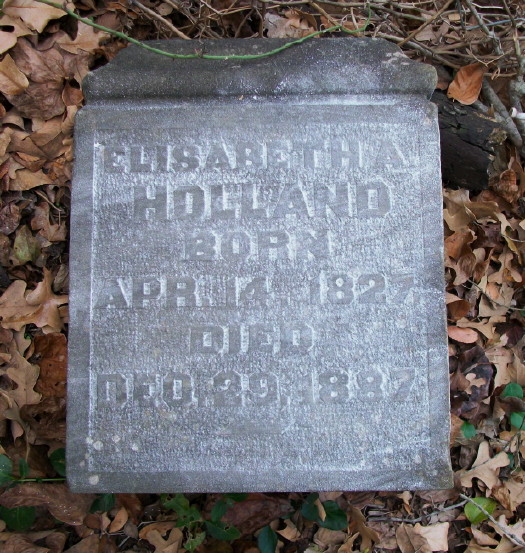 ELISABETH A.
HOLLAND
BORN
APR. 14, 1827.
DIED
DEC. 29, 1887.